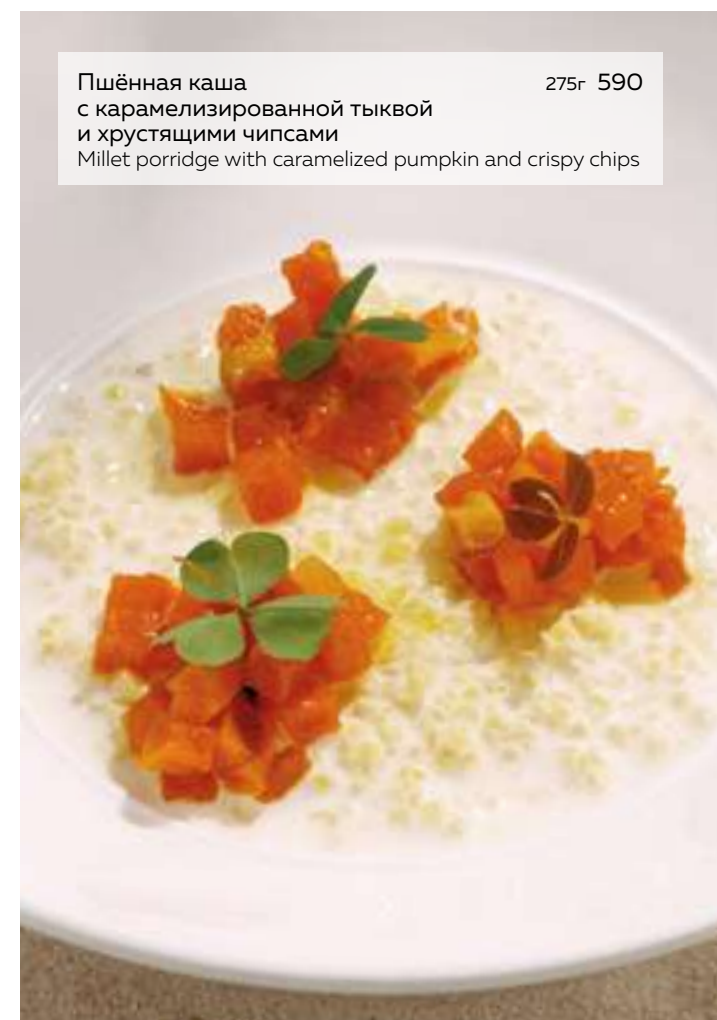 Пшённая каша 275г 590
с карамелизированной тыквой
и хрустящими чипсами
Millet porridge with caramelized pumpkin and crispy chips